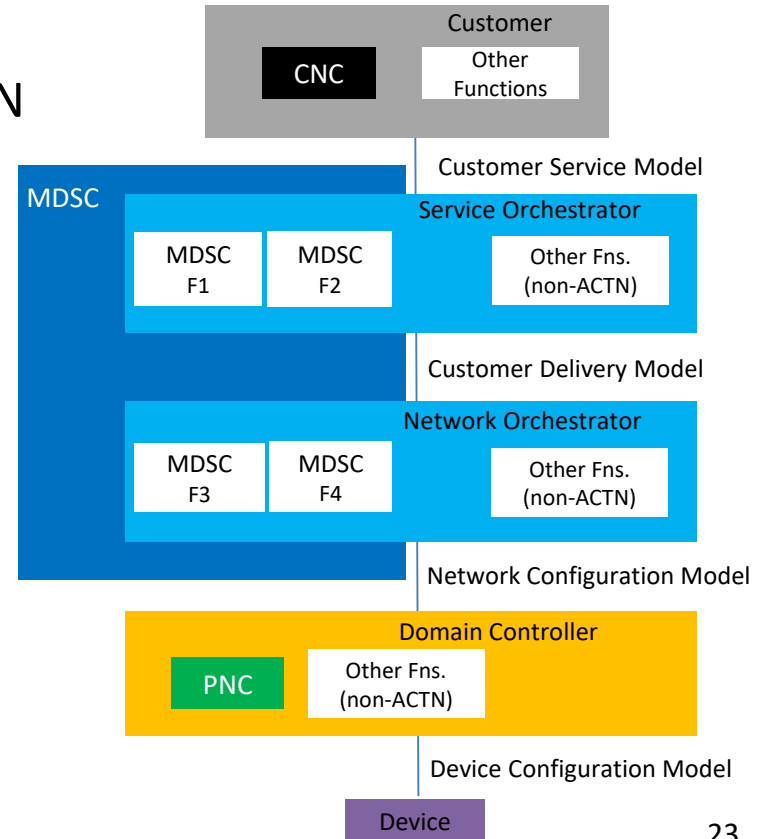 N
Customer
CNC
Other
Functions
Customer Service Model
MDSC
Service Orchestrator
MDSC
F1
MDSC
F2
Other Fns.
(non-ACTN)
Customer Delivery Model
Network Orchestrator
MDSC
F3
MDSC
F4
Other Fns.
(non-ACTN)
Network Configuration Model
Domain Controller
PNC
Other Fns.
(non-ACTN)
Device Configuration Model
Device
23